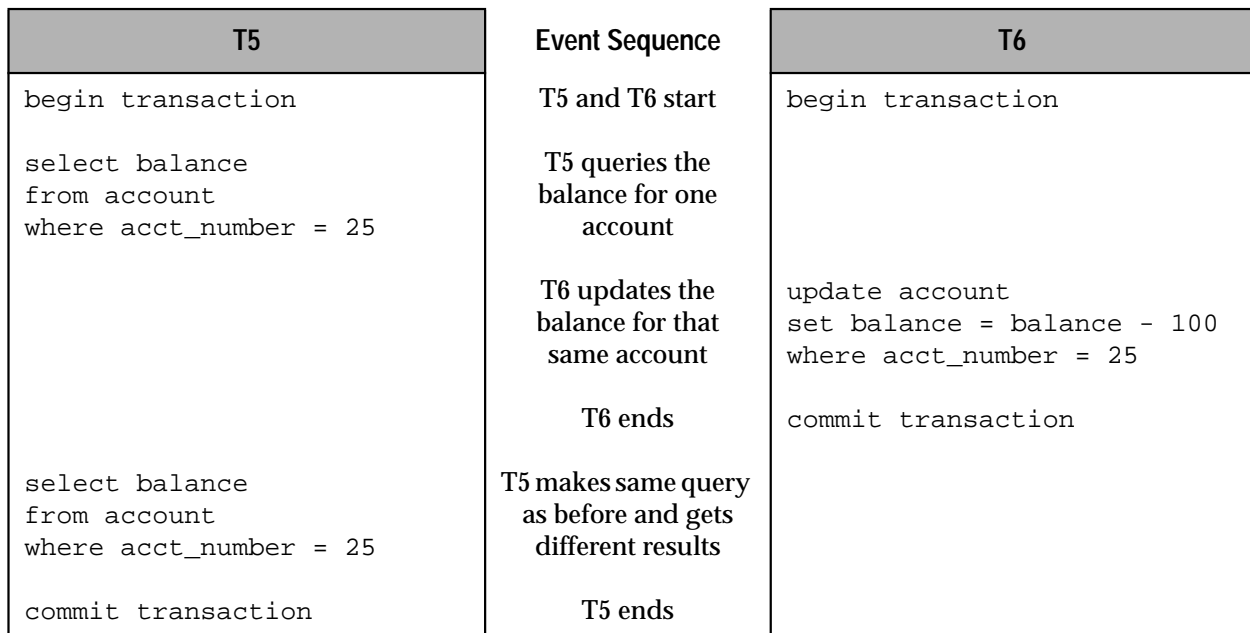 T5 Event Sequence T6
begin transaction T5 and T6 start begin transaction
select balance T5 queries the
from account balance for one
where acct_number = 25 account
T6 updates the update account
balance for that set balance = balance - 100
same account where acct_number = 25
T6 ends commit transaction
select balance T5 makes same query
from account as before and gets
where acct_number = 25 different results
commit transaction T5 ends